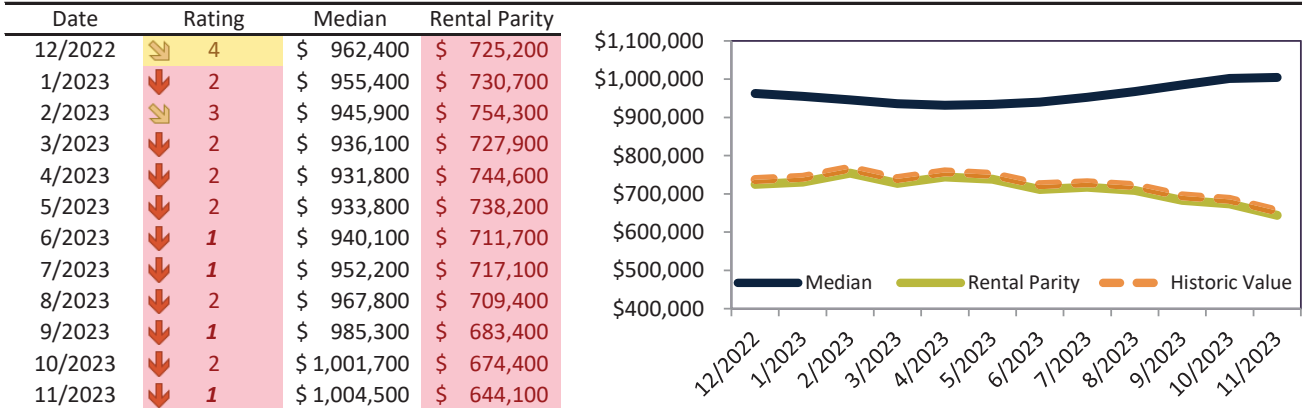 Date Rating Median Rental Parity
12/2022 4 $ 962,400 $ 725,200
1/2023 2 $ 955,400 $ 730,700
2/2023 3 $ 945,900 $ 754,300
3/2023 2 $ 936,100 $ 727,900
4/2023 2 $ 931,800 $ 744,600
5/2023 2 $ 933,800 $ 738,200
6/2023 1 $ 940,100 $ 711,700
7/2023 1 $ 952,200 $ 717,100
8/2023 2 $ 967,800 $ 709,400
9/2023 1 $ 985,300 $ 683,400
10/2023 2 $ 1,001,700 $ 674,400
11/2023 1 $ 1,004,500 $ 644,100
$1,100,000
$1,000,000
$900,000
$800,000
$700,000
$600,000
$500,000
$400,000
Median Rental Parity Historic Value
12/2022 1/2023 2/2023 3/2023 4/2023 5/2023 6/2023 7/2023 8/2023 9/2023 10/2023 11/2023